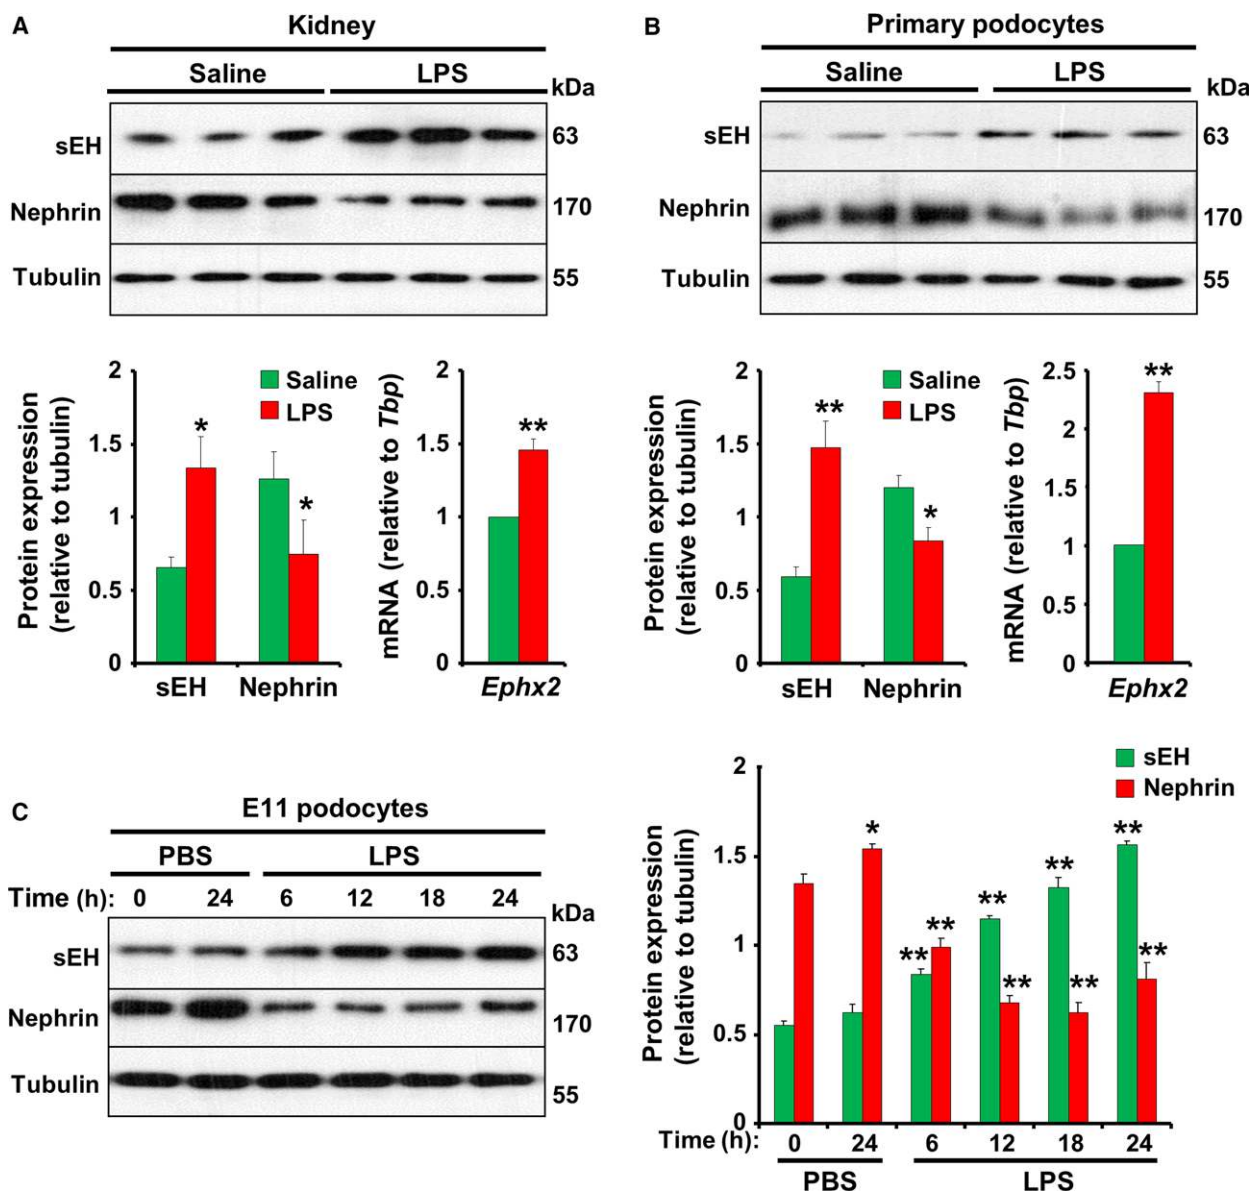 A
Kidney
Saline LPS
kDa
sEH 63
Nephrin 170
Tubulin 55
Protein expression
(relative to tubulin)
2
1.5
1
0.5
0
Saline
LPS
*
*
sEH Nephrin
mRNA (relative to Tbp)
2
1.5
1
0.5
0
**
Ephx2
B
Primary podocytes
Saline LPS
kDa
sEH 63
Nephrin 170
Tubulin 55
Protein expression
(relative to tubulin)
2
1.5
1
0.5
0
Saline
LPS
**
*
sEH Nephrin
mRNA (relative to Tbp)
2.5
2
1.5
1
0.5
0
**
Ephx2
C
E11 podocytes
PBS LPS
Time (h): 0 24 6 12 18 24
kDa
sEH 63
Nephrin 170
Tubulin 55
Protein expression
(relative to tubulin)
2
1.5
1
0.5
0
sEH
Nephrin
*
**
**
**
**
**
**
**
**
Time (h): 0 24 6 12 18 24
PBS LPS